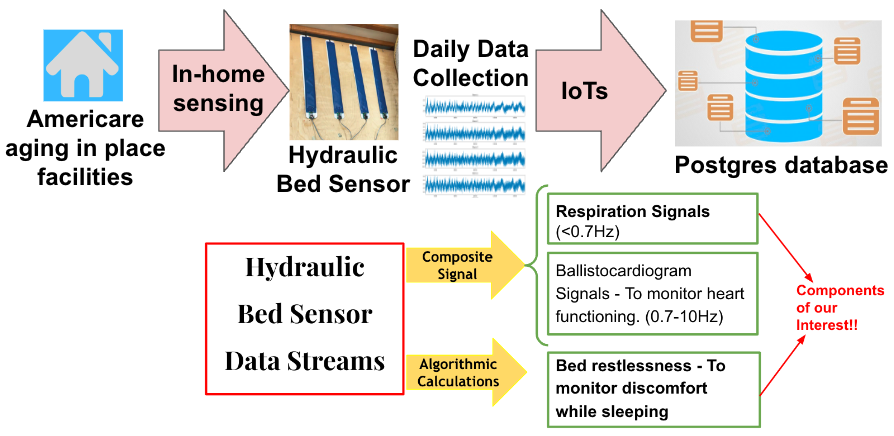 Americare
aging in place
facilities
In-home
sensing
Hydraulic
Bed Sensor
Daily Data
Collection
IoTs
Postgres database
Hydraulic
Bed Sensor
Data Streams
Composite
Signal
Algorithmic
Calculations
Respiration Signals
(<0.7Hz)
Ballistocardiogram
Signals - To monitor heart
functioning. (0.7-10Hz)
Bed restlessness - To
monitor discomfort
while sleeping
Components
of our
Interest!!